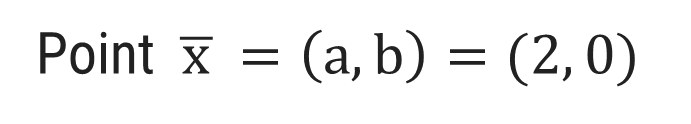 Point x̅ = (a, b) = (2, 0)